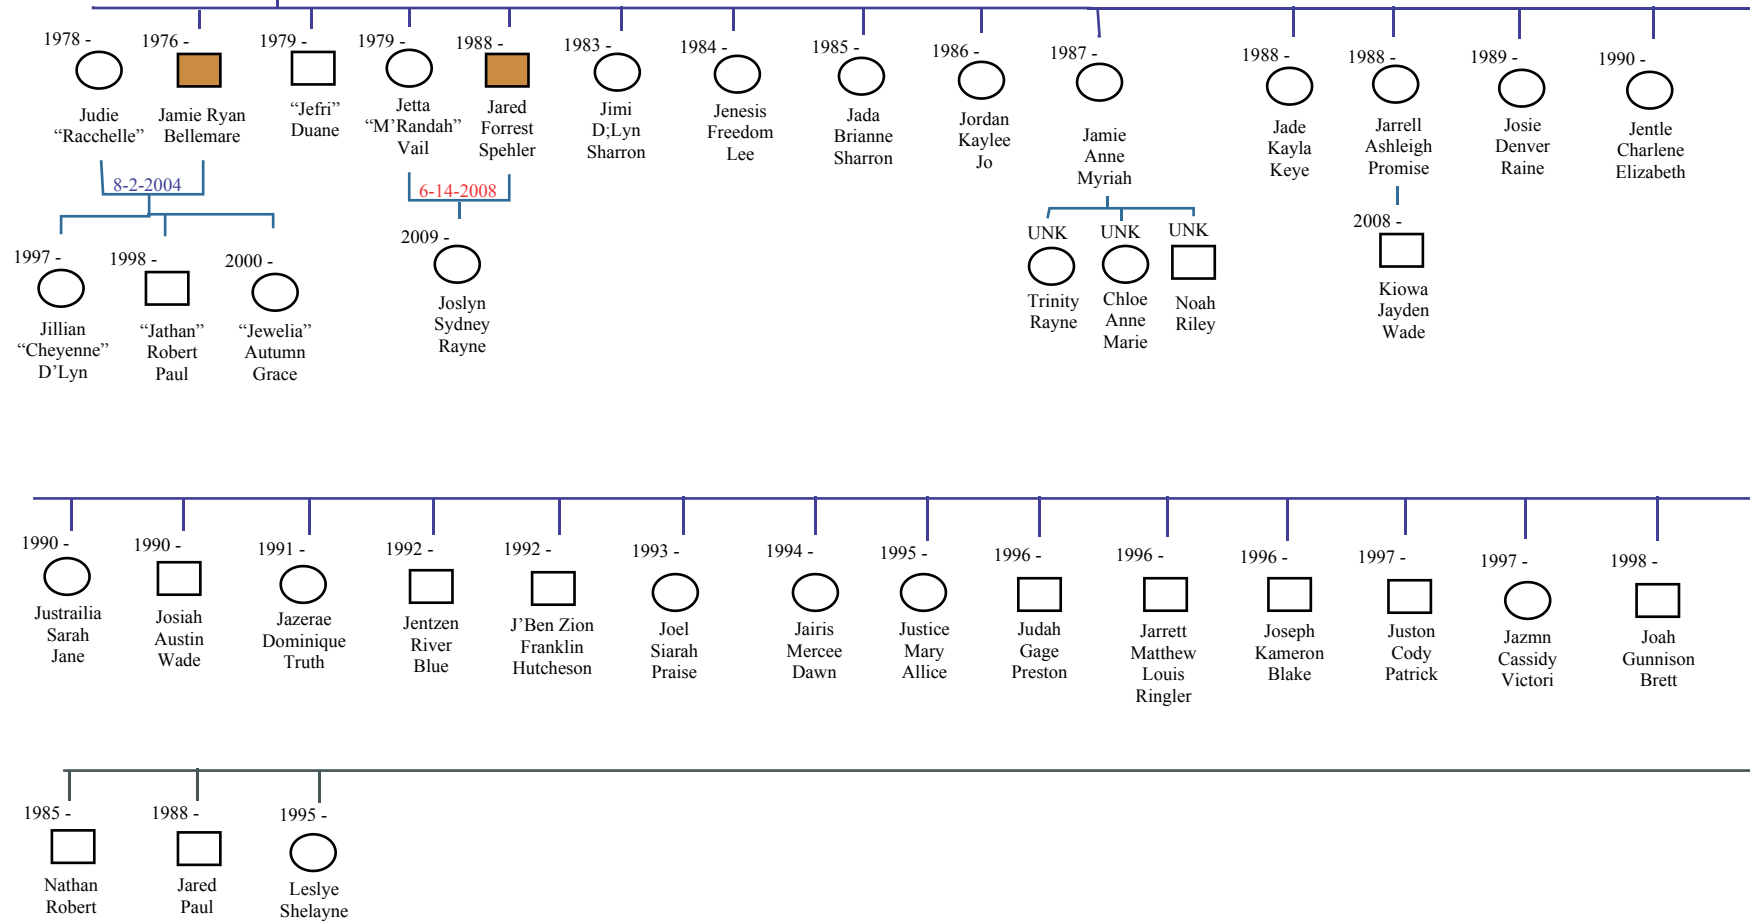 1978 -
Judie
“Racchelle”
1976 -
Jamie Ryan
Bellemare
1979 -
“Jefri”
Duane
1979 -
Jetta
“M’Randah”
Vail
1988 -
Jared
Forrest
Spehler
1983 -
Jimi
D;Lyn
Sharron
1984 -
Jenesis
Freedom
Lee
1985 -
Jada
Brianne
Sharron
1986 -
Jordan
Kaylee
Jo
1987 -
Jamie
Anne
Myriah
1988 -
Jade
Kayla
Keye
1988 -
Jarrell
Ashleigh
Promise
1989 -
Josie
Denver
Raine
1990 -
Jentle
Charlene
Elizabeth
8-2-2004
6-14-2008
1997 -
Jillian
“Cheyenne”
D’Lyn
1998 -
“Jathan”
Robert
Paul
2000 -
“Jewelia”
Autumn
Grace
2009 -
Joslyn
Sydney
Rayne
UNK
Trinity
Rayne
UNK
Chloe
Anne
Marie
UNK
Noah
Riley
2008 -
Kiowa
Jayden
Wade
1990 -
Justrailia
Sarah
Jane
1990 -
Josiah
Austin
Wade
1991 -
Jazerae
Dominique
Truth
1992 -
Jentzen
River
Blue
1992 -
J’Ben Zion
Franklin
Hutcheson
1993 -
Joel
Siarah
Praise
1994 -
Jairis
Mercee
Dawn
1995 -
Justice
Mary
Allice
1996 -
Judah
Gage
Preston
1996 -
Jarrett
Matthew
Louis
Ringler
1996 -
Joseph
Kameron
Blake
1997 -
Juston
Cody
Patrick
1997 -
Jazmn
Cassidy
Victori
1998 -
Joah
Gunnison
Brett
1985 -
Nathan
Robert
1988 -
Jared
Paul
1995 -
Leslye
Shelayne